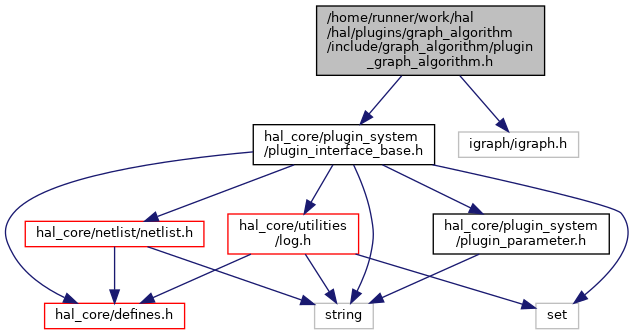 /home/runner/work/hal
/hal/plugins/graph_algorithm
/include/graph_algorithm/plugin
_graph_algorithm.h
hal_core/plugin_system
/plugin_interface_base.h
igraph/igraph.h
hal_core/netlist/netlist.h
hal_core/utilities
/log.h
hal_core/plugin_system
/plugin_parameter.h
hal_core/defines.h
string
set